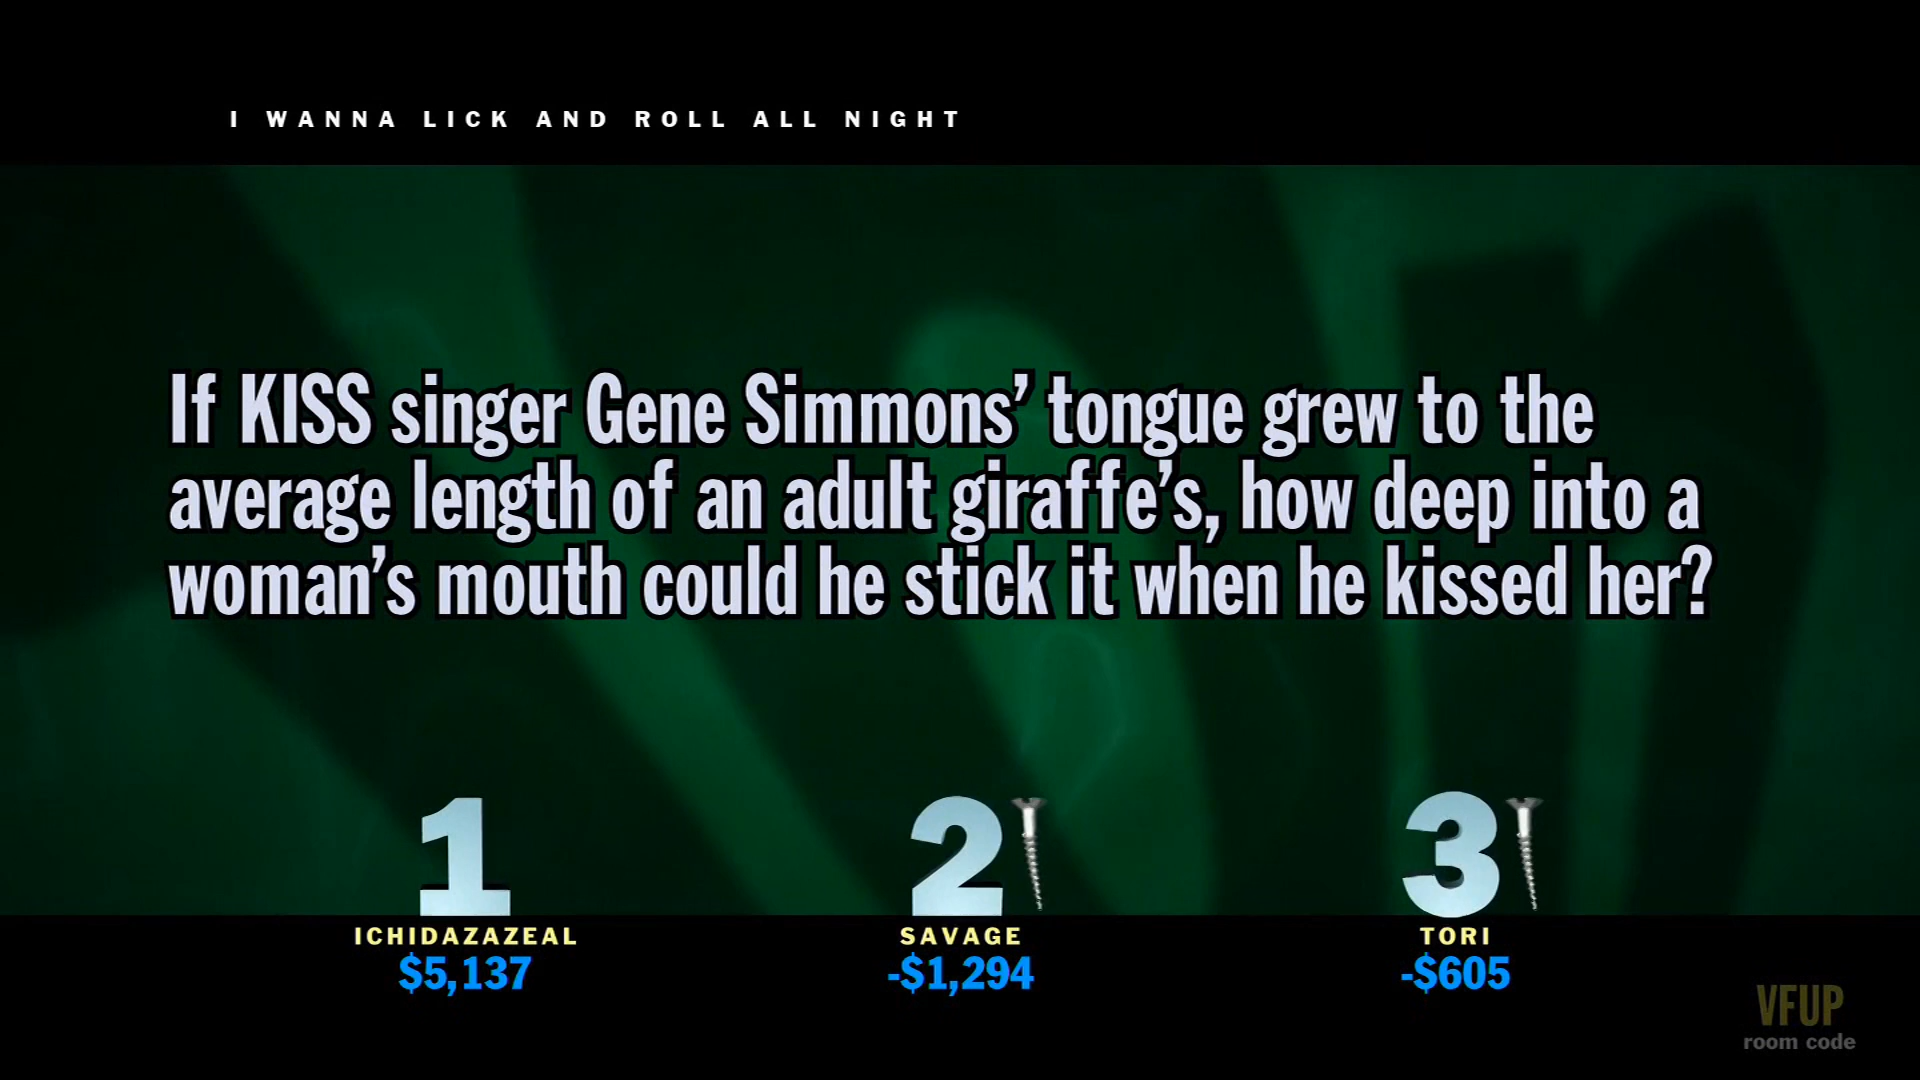 I WANNA LICK AND ROLL ALL NIGHT
If KISS singer Gene Simmons’ tongue grew to the
average length of an adult giraffe’s, how deep into a
woman’s mouth could he stick it when he kissed her?
1 2 3
ICHIDAZAZEAL SAVAGE TORI
$5,137 -$1,294 -$605
VFUP
room code